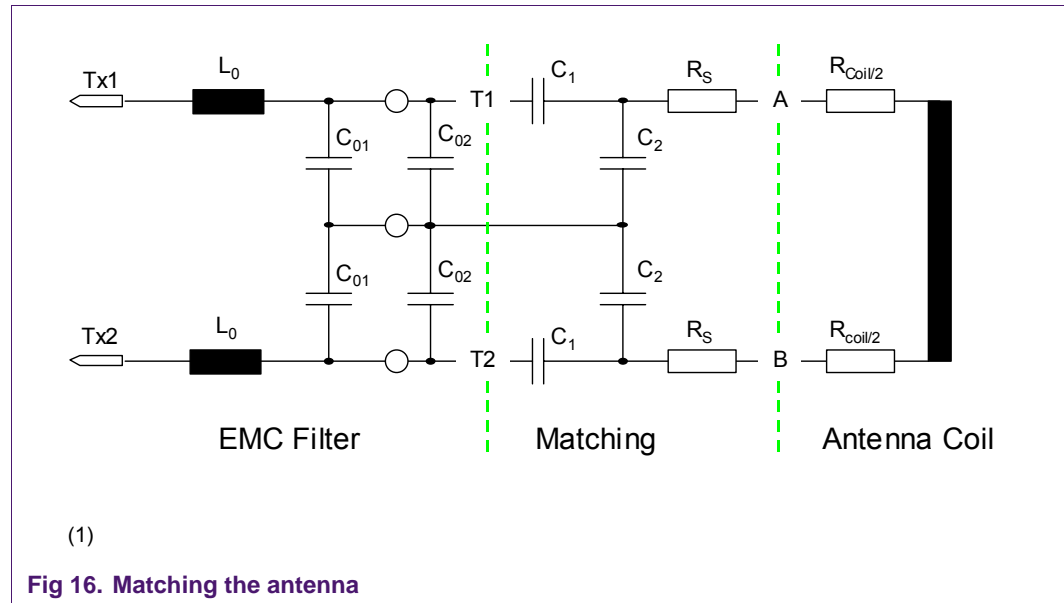 L0
C1
RS
RCoil/2
Tx1
T1
A
C01
C02
C2
C01
C02
C2
L0
C1
RS
Rcoil/2
Tx2
T2
B
EMC Filter
Matching
Antenna Coil
(1)
Fig 16. Matching the antenna